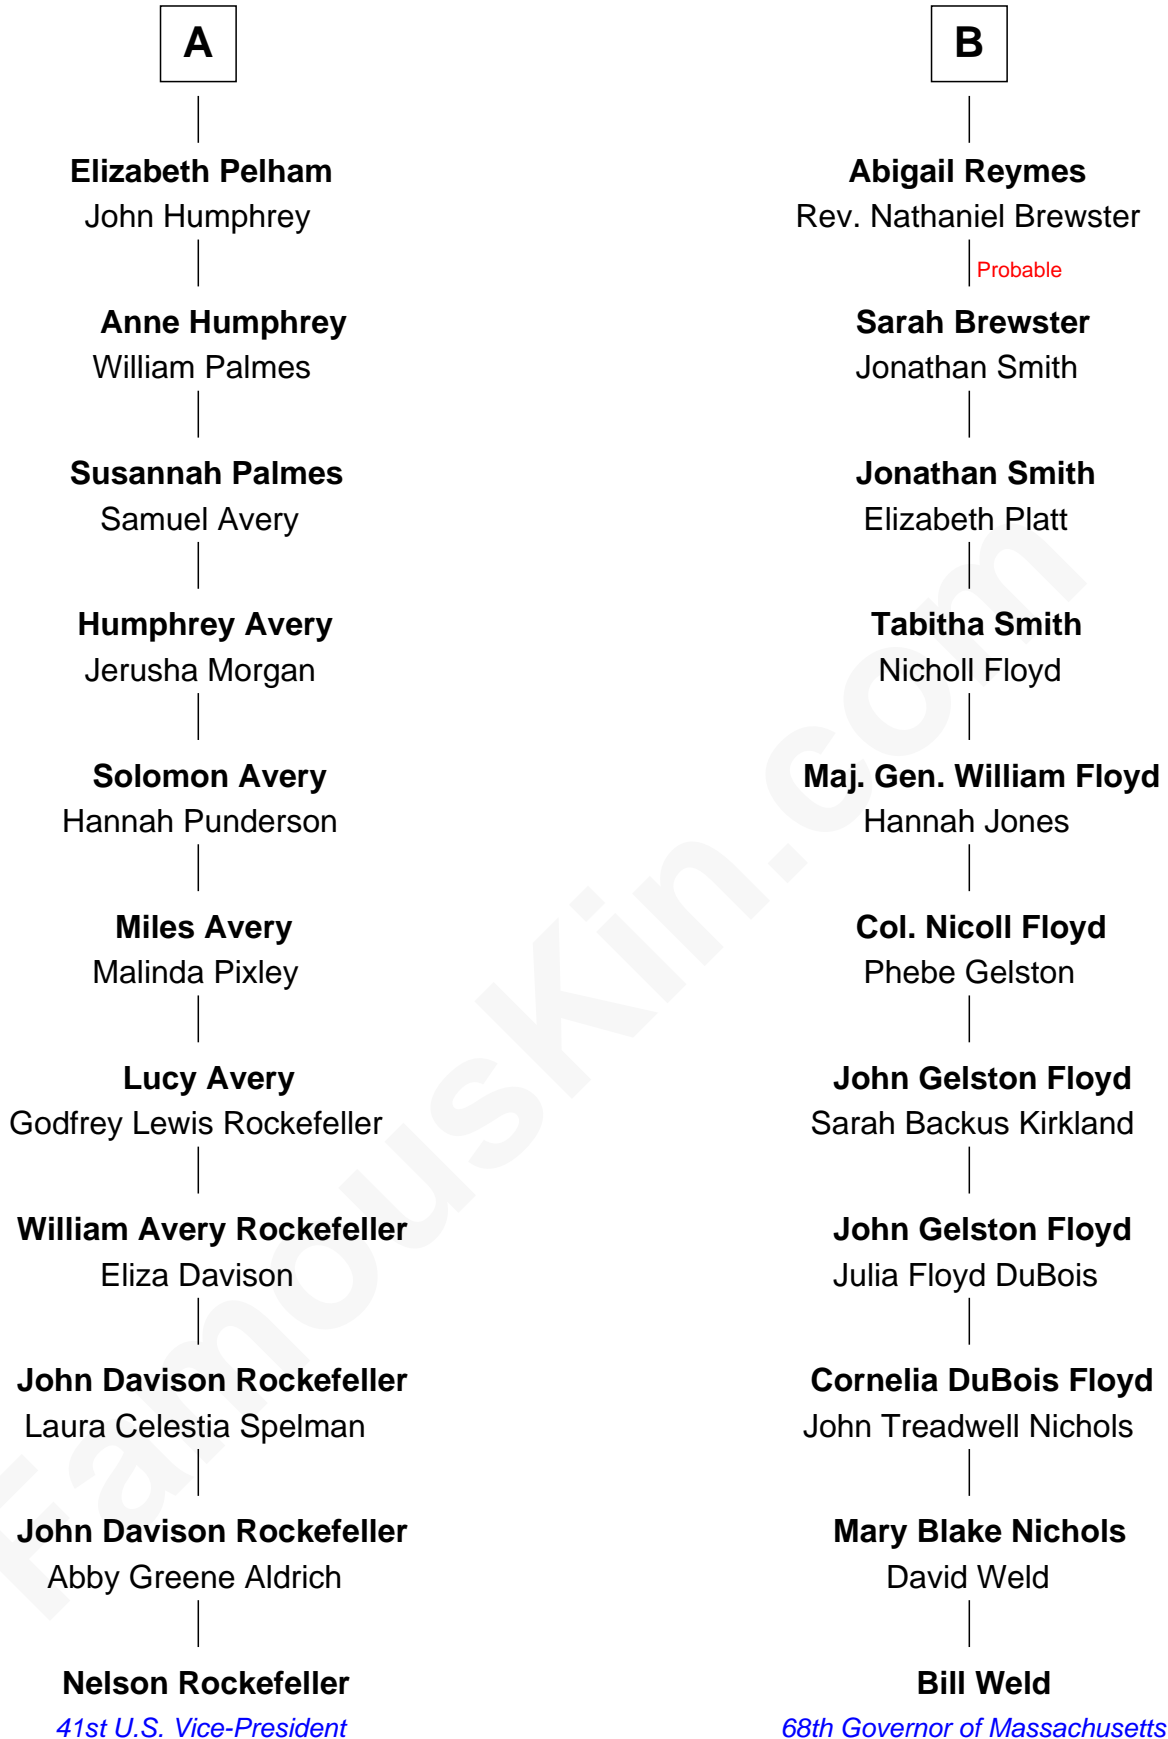 A
Elizabeth Pelham
John Humphrey
Anne Humphrey
William Palmes
Susannah Palmes
Samuel Avery
Humphrey Avery
Jerusha Morgan
Solomon Avery
Hannah Punderson
Miles Avery
Malinda Pixley
Lucy Avery
Godfrey Lewis Rockefeller
William Avery Rockefeller
Eliza Davison
John Davison Rockefeller
Laura Celestia Spelman
John Davison Rockefeller
Abby Greene Aldrich
Nelson Rockefeller
41st U.S. Vice-President
B
Abigail Reymes
Rev. Nathaniel Brewster
Probable
Sarah Brewster
Jonathan Smith
Jonathan Smith
Elizabeth Platt
Tabitha Smith
Nicholl Floyd
Maj. Gen. William Floyd
Hannah Jones
Col. Nicoll Floyd
Phebe Gelston
John Gelston Floyd
Sarah Backus Kirkland
John Gelston Floyd
Julia Floyd DuBois
Cornelia DuBois Floyd
John Treadwell Nichols
Mary Blake Nichols
David Weld
Bill Weld
68th Governor of Massachusetts
FamousKin.com